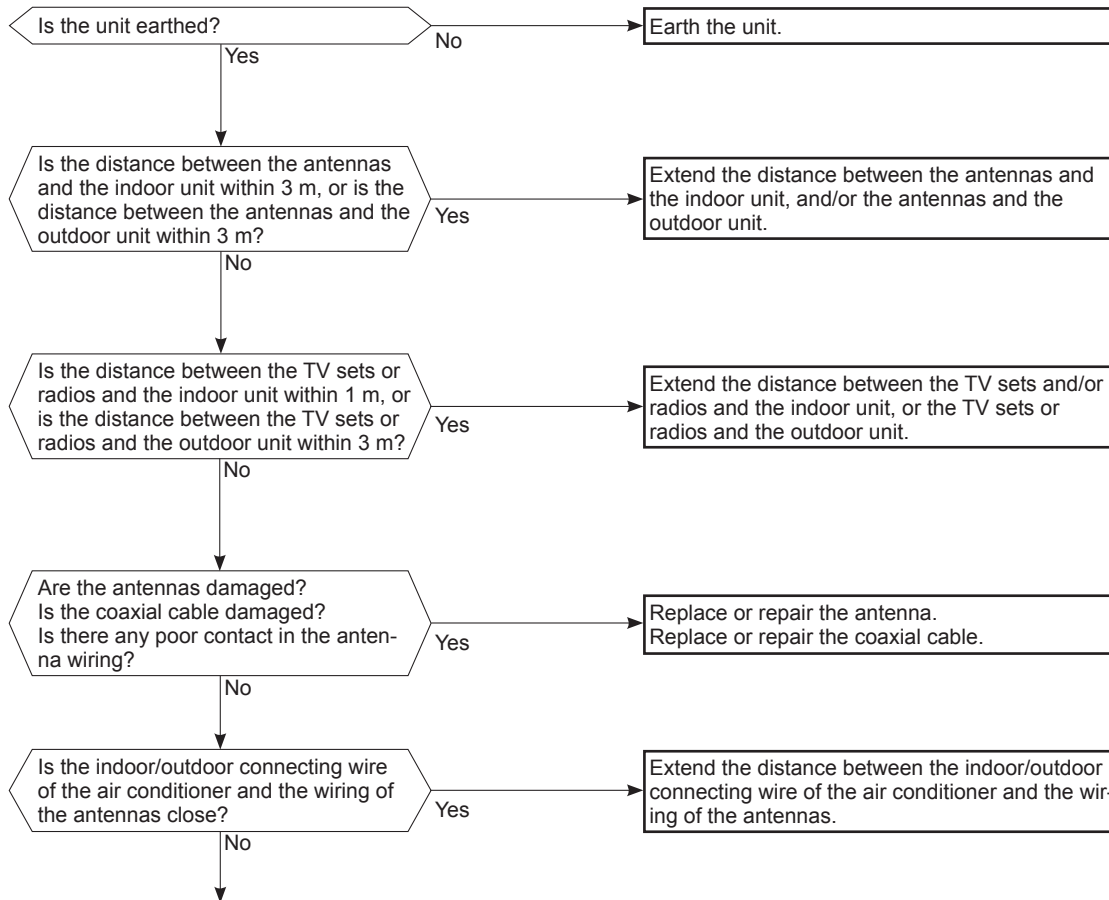 Is the unit earthed?
No
Earth the unit.
Yes
Is the distance between the antennas
and the indoor unit within 3 m, or is the
distance between the antennas and the
outdoor unit within 3 m?
Yes
Extend the distance between the antennas and
the indoor unit, and/or the antennas and the
outdoor unit.
No
Is the distance between the TV sets or
radios and the indoor unit within 1 m, or
is the distance between the TV sets or
radios and the outdoor unit within 3 m?
Yes
Extend the distance between the TV sets and/or
radios and the indoor unit, or the TV sets or
radios and the outdoor unit.
No
Are the antennas damaged?
Is the coaxial cable damaged?
Is there any poor contact in the anten-
na wiring?
Yes
Replace or repair the antenna.
Replace or repair the coaxial cable.
No
Is the indoor/outdoor connecting wire
of the air conditioner and the wiring of
the antennas close?
Yes
Extend the distance between the indoor/outdoor
connecting wire of the air conditioner and the wir-
ing of the antennas.
No